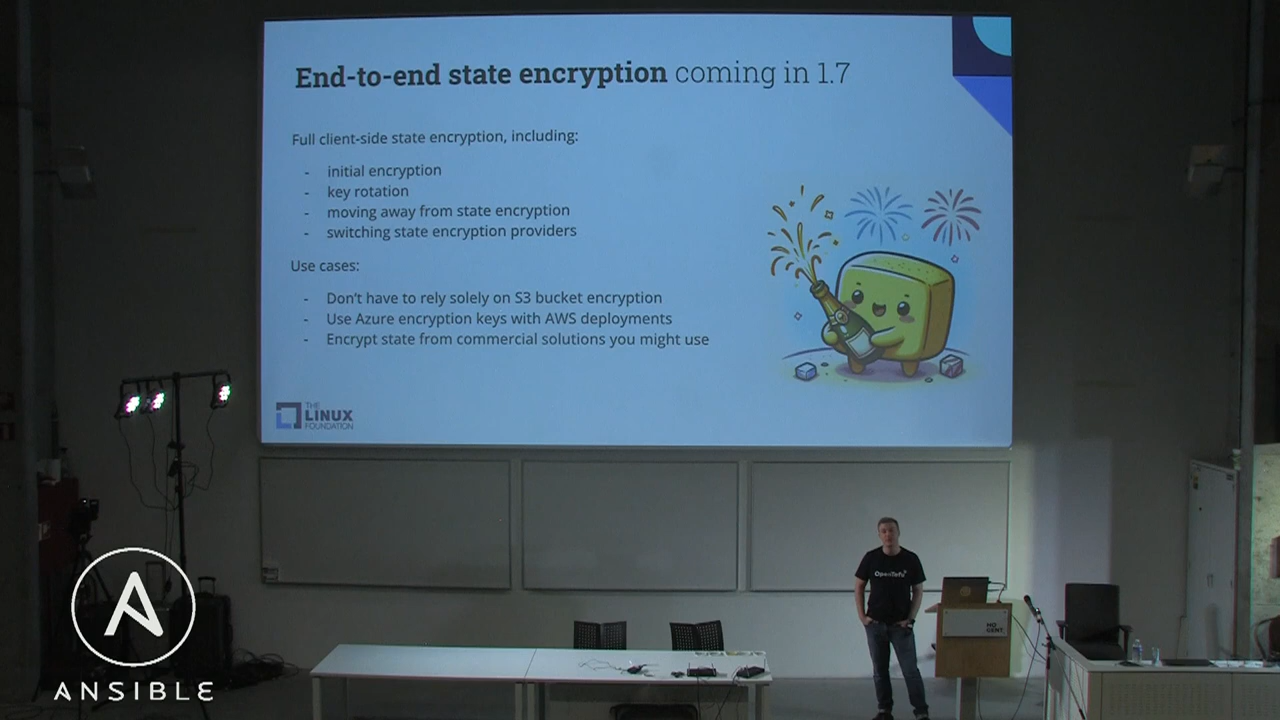 End-to-end state encryption coming in 1.7
Full client-side state encryption, including:
- initial encryption
- key rotation
- moving away from state encryption
- switching state encryption providers
Use cases:
- Don't have to rely solely on S3 bucket encryption
- Use Azure encryption keys with AWS deployments
- Encrypt state from commercial solutions you might use
THE
LINUX
FOUNDATION
OpenTofu
HO
GENT
ANSIBLE